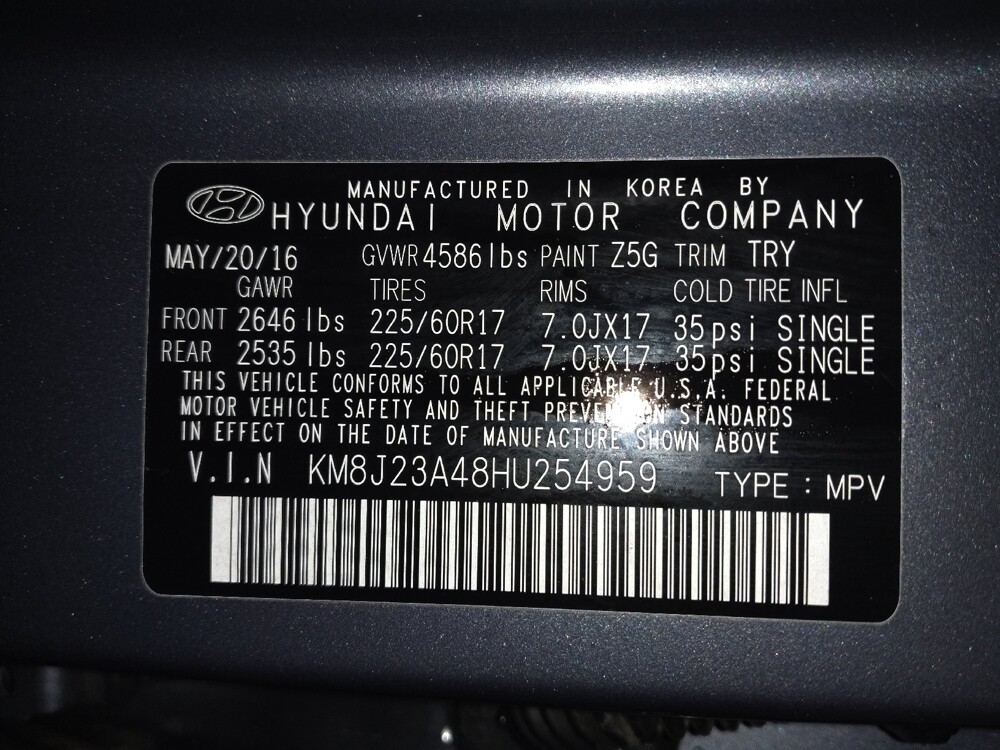 MANUFACTURED IN KOREA BY
HYUNDAI MOTOR COMPANY
MAY/20/16 GVWR 4586lbs PAINT Z5G TRIM TRY
GAWR TIRES RIMS COLD TIRE INFL
FRONT 2646 lbs 225/60R17 7.0JX17 35psi SINGLE
REAR 2535 lbs 225/60R17 7.0JX17 35psi SINGLE
THIS VEHICLE CONFORMS TO ALL APPLICABLE U.S.A. FEDERAL
MOTOR VEHICLE SAFETY AND THEFT PREVENTION STANDARDS
IN EFFECT ON THE DATE OF MANUFACTURE SHOWN ABOVE
V.I.N KM8J23A48HU254959 TYPE : MPV